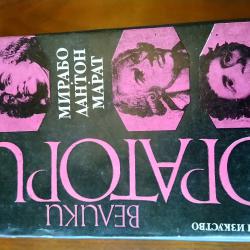 ВЕЛИКИ
ОРАТОРИ
МИРАБО
ДАНТОН
МАРАТ
И ИЗКУСТВО